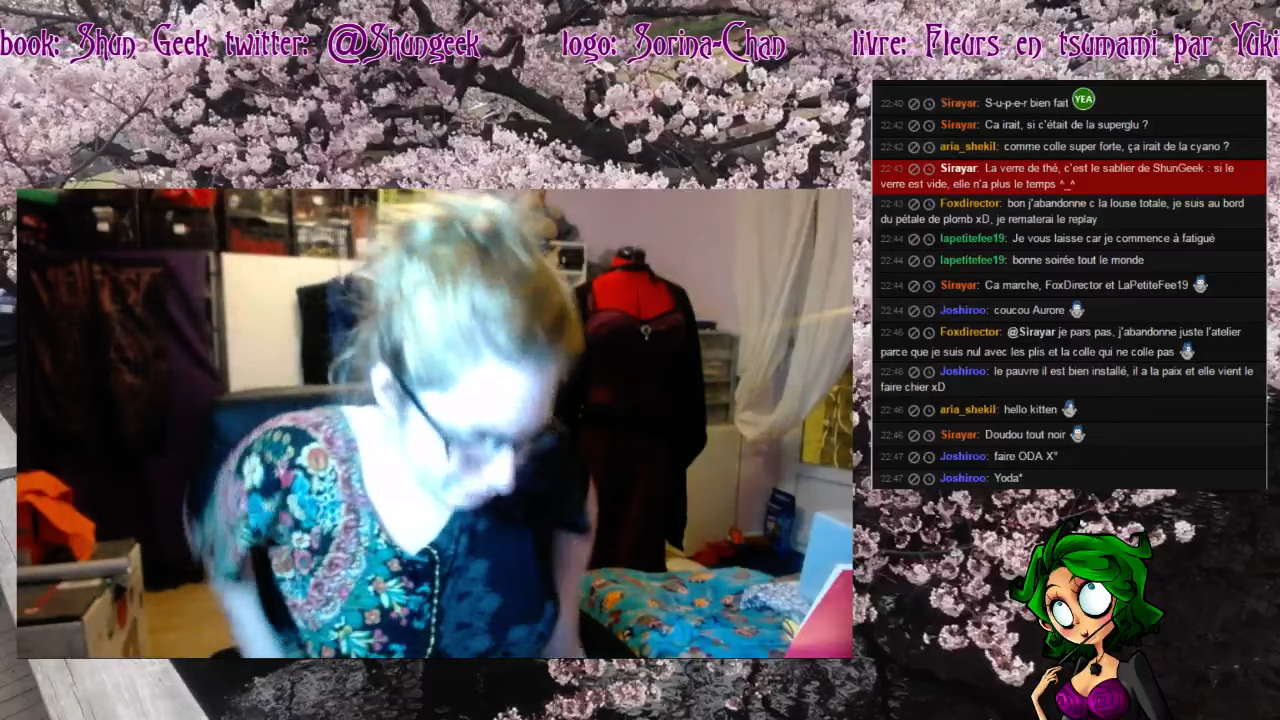 book: Shun Geek twitter: @Shungeek logo: Sorina-Chan livre: Fleurs en tsumami par Yuki
22:40 Sirayar: S-u-p-e-r bien fait YEA
22:42 Sirayar: Ca irait, si c'était de la superglu ?
22:42 aria_shekil: comme colle super forte, ça irait de la cyano ?
22:43 Sirayar: La verre de thé, c'est le sablier de ShunGeek : si le
verre est vide, elle n'a plus le temps ^_^
22:43 Foxdirector: bon j'abandonne c la louse totale, je suis au bord
du pétale de plomb xD, je rematerai le replay
22:44 lapetitefee19: Je vous laisse car je commence à fatigué
22:44 lapetitefee19: bonne soirée tout le monde
22:44 Sirayar: Ca marche, FoxDirector et LaPetiteFee19
22:44 Joshiroo: coucou Aurore
22:46 Foxdirector: @Sirayar je pars pas, j'abandonne juste l'atelier
parce que je suis nul avec les plis et la colle qui ne colle pas
22:46 Joshiroo: le pauvre il est bien installé, il a la paix et elle vient le
faire chier xD
22:46 aria_shekil: hello kitten
22:46 Sirayar: Doudou tout noir
22:47 Joshiroo: faire ODA X"
22:47 Joshiroo: Yoda"